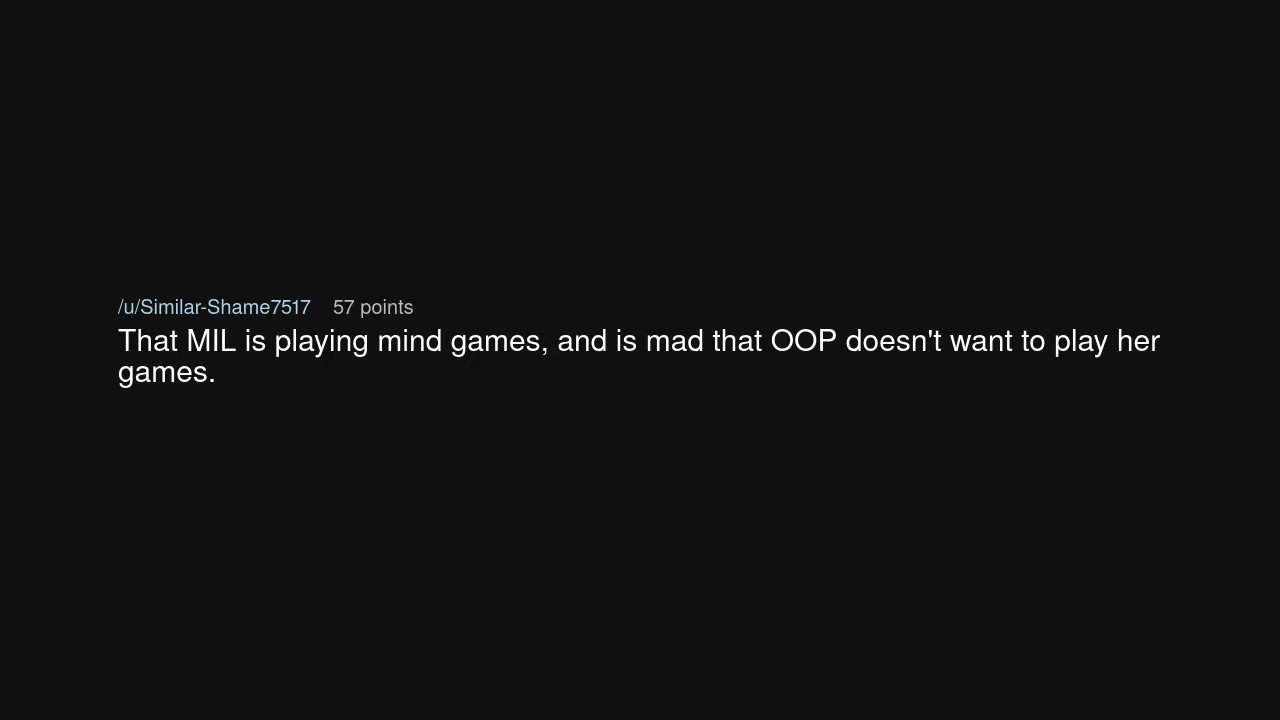 /u/Similar-Shame7517 57 points
That MIL is playing mind games, and is mad that OOP doesn't want to play her
games.